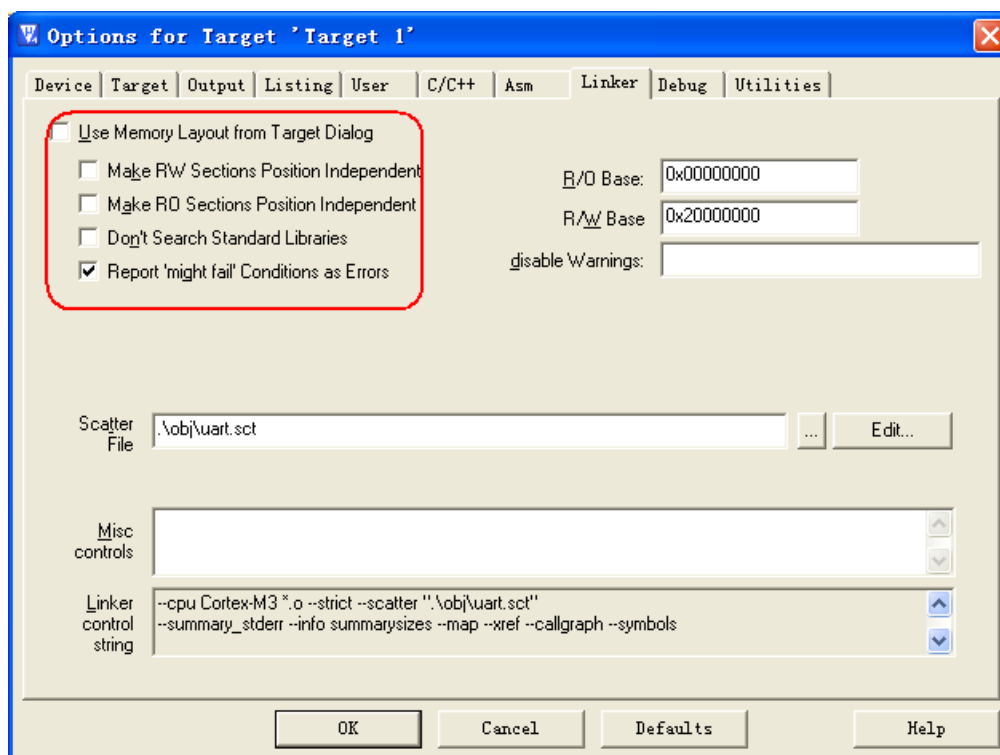 Options for Target 'Target 1'
Device Target Output Listing User C/C++ Asm Linker Debug Utilities
Use Memory Layout from Target Dialog
Make RW Sections Position Independent
Make RO Sections Position Independent
Don't Search Standard Libraries
Report 'might fail' Conditions as Errors
R/O Base: 0x00000000
R/W Base 0x20000000
disable Warnings:
Scatter
File
.\obj\uart.sct
...
Edit...
Misc
controls
Linker
control
string
--cpu Cortex-M3 *.o --strict --scatter ".\obj\uart.sct"
--summary_stderr --info summarysizes --map --xref --callgraph --symbols
OK Cancel Defaults Help